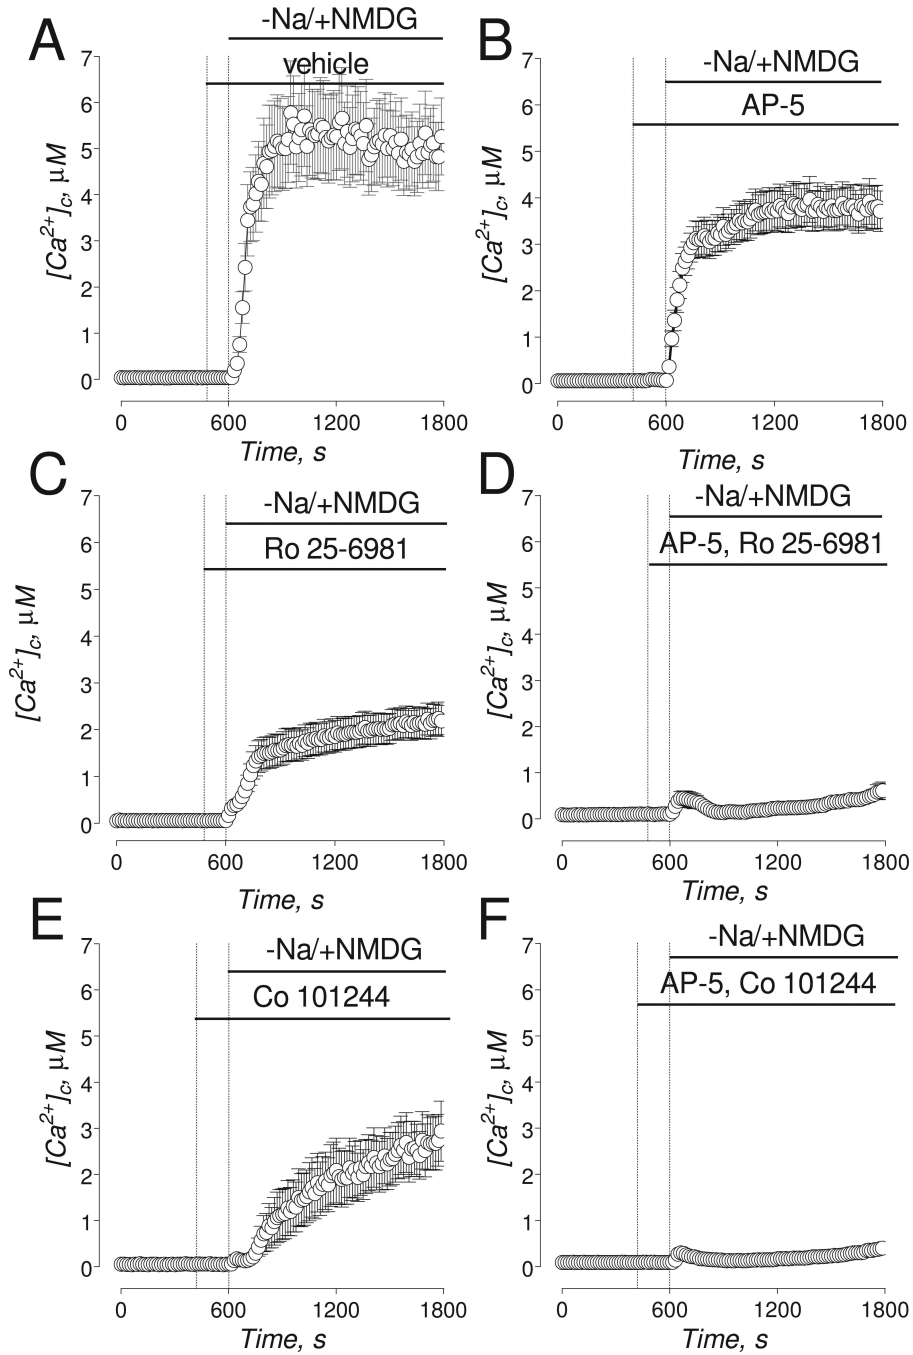 A
-Na/+NMDG
vehicle
7
6
5
4
3
2
1
0
[Ca2+]c, μM
0
600
1200
1800
Time, s
B
-Na/+NMDG
AP-5
7
6
5
4
3
2
1
0
[Ca2+]c, μM
0
600
1200
1800
Time, s
C
-Na/+NMDG
Ro 25-6981
7
6
5
4
3
2
1
0
[Ca2+]c, μM
0
600
1200
1800
Time, s
D
-Na/+NMDG
AP-5, Ro 25-6981
7
6
5
4
3
2
1
0
[Ca2+]c, μM
0
600
1200
1800
Time, s
E
-Na/+NMDG
Co 101244
7
6
5
4
3
2
1
0
[Ca2+]c, μM
0
600
1200
1800
Time, s
F
-Na/+NMDG
AP-5, Co 101244
7
6
5
4
3
2
1
0
[Ca2+]c, μM
0
600
1200
1800
Time, s